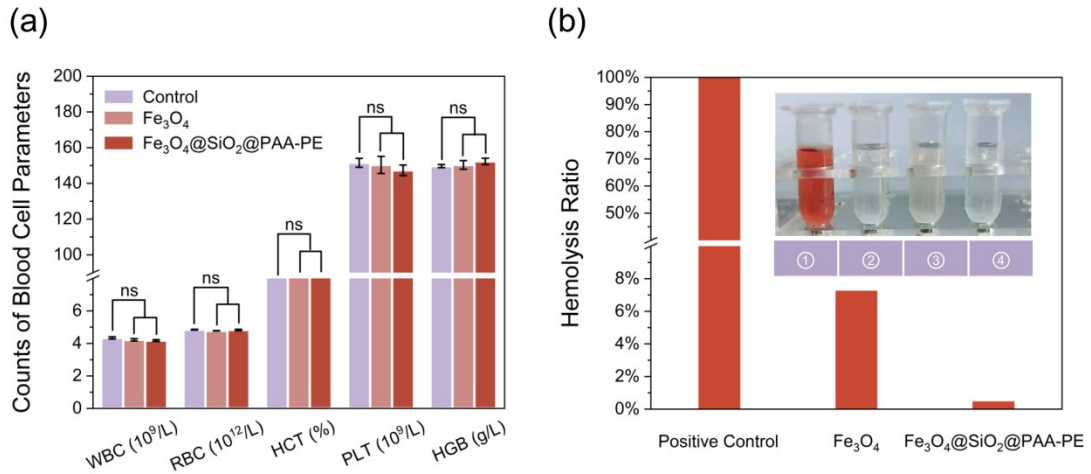 (a)
Counts of Blood Cell Parameters
200
180
160
140
120
100
8
6
4
2
0
Control
Fe₃O₄
Fe₃O₄@SiO₂@PAA-PE
ns
ns
ns
ns
ns
WBC (10⁹/L)
RBC (10¹²/L)
HCT (%)
PLT (10⁹/L)
HGB (g/L)
(b)
Hemolysis Ratio
100%
90%
80%
70%
60%
50%
8%
6%
4%
2%
0%
① ② ③ ④
Positive Control
Fe₃O₄
Fe₃O₄@SiO₂@PAA-PE